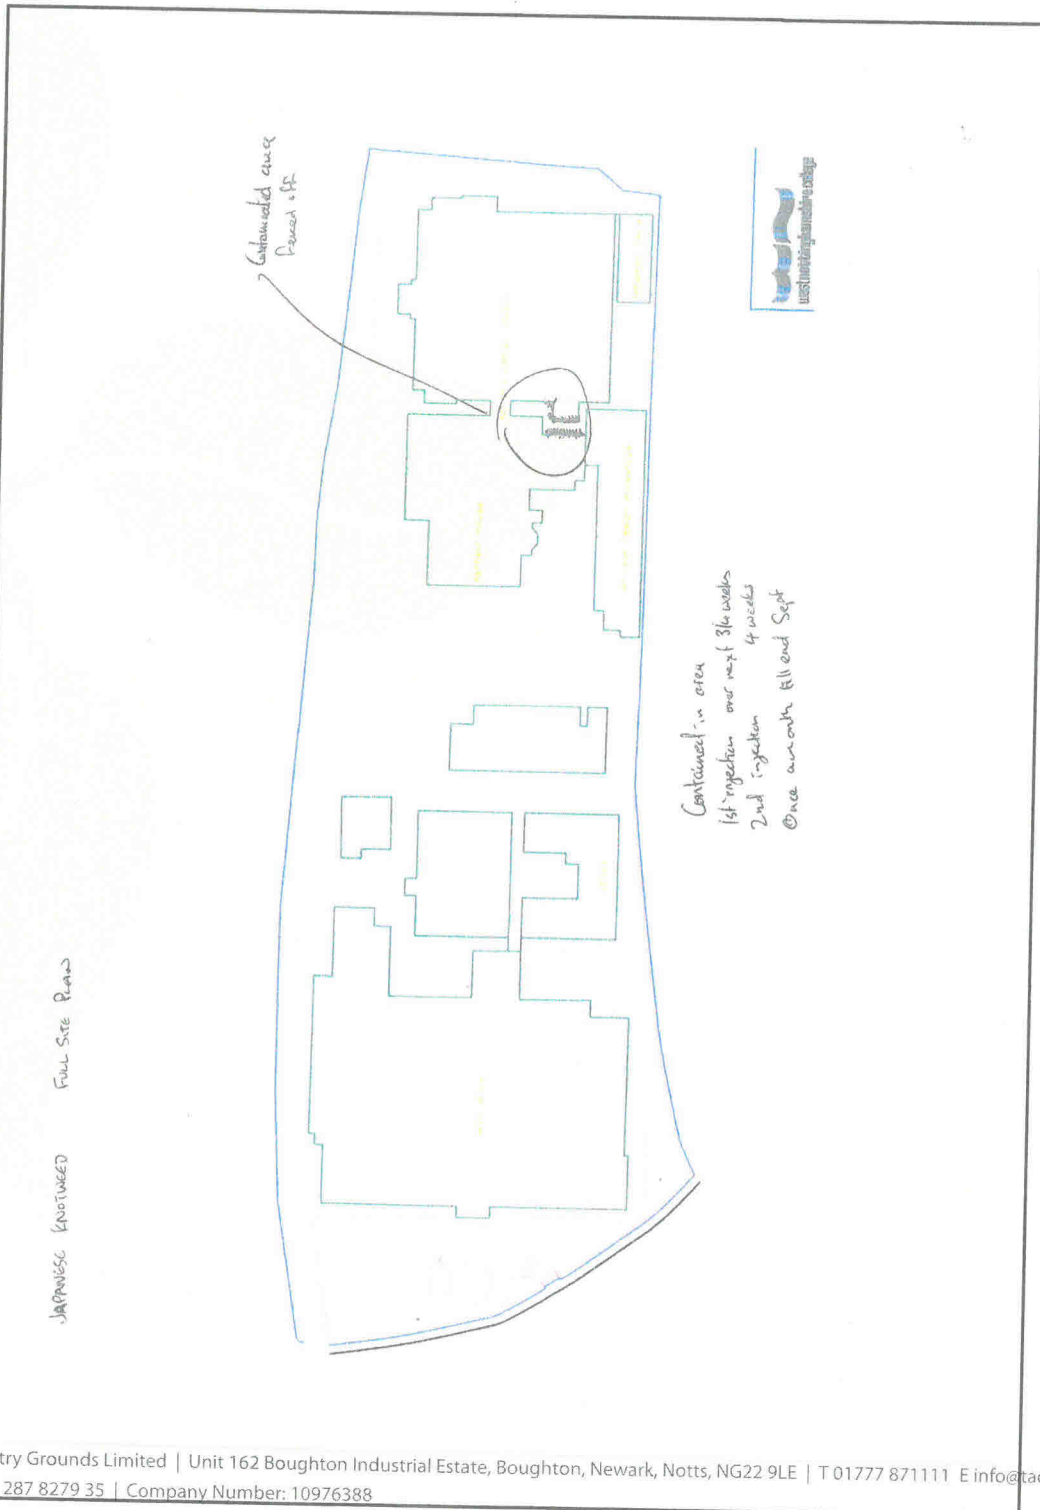 JAPANESE KNOTWEED FULL SITE PLAN
Contaminated area
fenced off
Contained in area
1st injection over next 3/4 weeks
2nd injection 4 weeks
Once a month till end Sept
westnottinghamshirecollege
try Grounds Limited | Unit 162 Boughton Industrial Estate, Boughton, Newark, Notts, NG22 9LE | T 01777 871111 E info@ta
287 8279 35 | Company Number: 10976388